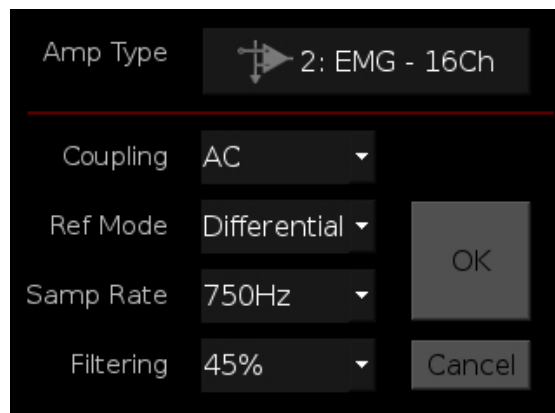 Amp Type 2: EMG - 16Ch
Coupling AC
Ref Mode Differential
OK
Samp Rate 750Hz
Filtering 45% Cancel